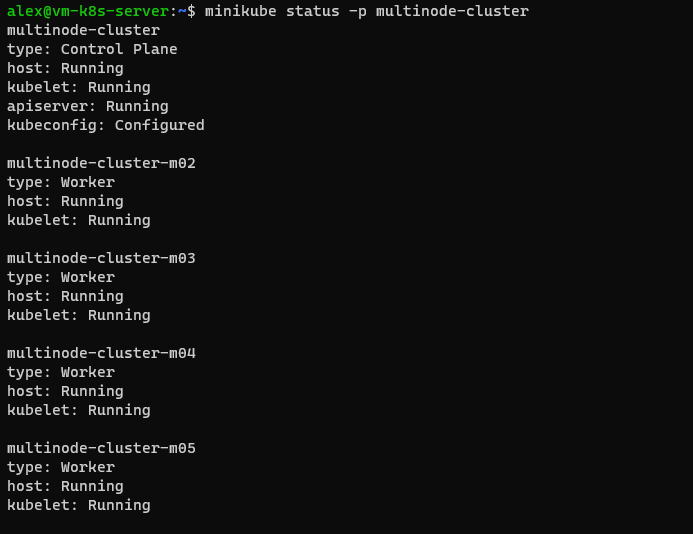 alex@vm-k8s-server:~$ minikube status -p multinode-cluster
multinode-cluster
type: Control Plane
host: Running
kubelet: Running
apiserver: Running
kubeconfig: Configured

multinode-cluster-m02
type: Worker
host: Running
kubelet: Running

multinode-cluster-m03
type: Worker
host: Running
kubelet: Running

multinode-cluster-m04
type: Worker
host: Running
kubelet: Running

multinode-cluster-m05
type: Worker
host: Running
kubelet: Running